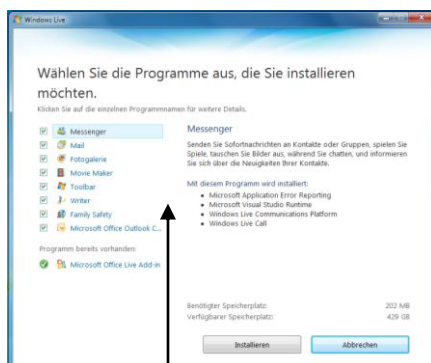 Windows Live
Wählen Sie die Programme aus, die Sie installieren
möchten.
Klicken Sie auf die einzelnen Programmnamen für weitere Details.
Messenger
Mail
Fotogalerie
Movie Maker
Toolbar
Writer
Family Safety
Microsoft Office Outlook C...
Programm bereits vorhanden:
Microsoft Office Live Add-in
Messenger
Senden Sie Sofortnachrichten an Kontakte oder Gruppen, spielen Sie
Spiele, tauschen Sie Bilder aus, während Sie chatten, und informieren
Sie sich über die Neuigkeiten Ihrer Kontakte.
Mit diesem Programm wird installiert:
• Microsoft Application Error Reporting
• Microsoft Visual Studio Runtime
• Windows Live Communications Platform
• Windows Live Call
Benötigter Speicherplatz: 202 MB
Verfügbarer Speicherplatz: 429 GB
Installieren Abbrechen